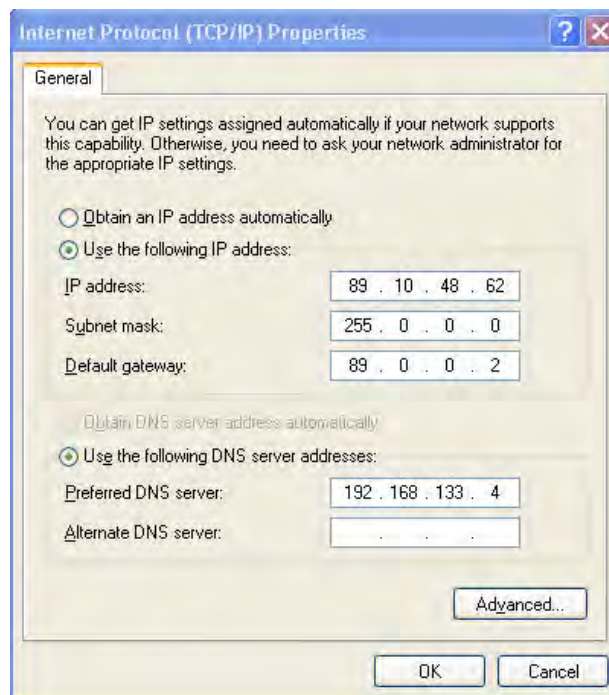 Internet Protocol (TCP/IP) Properties
General
You can get IP settings assigned automatically if your network supports
this capability. Otherwise, you need to ask your network administrator for
the appropriate IP settings.
Obtain an IP address automatically
Use the following IP address:
IP address: 89 . 10 . 48 . 62
Subnet mask: 255 . 0 . 0 . 0
Default gateway: 89 . 0 . 0 . 2
Obtain DNS server address automatically
Use the following DNS server addresses:
Preferred DNS server: 192 . 168 . 133 . 4
Alternate DNS server: . . .
Advanced...
OK Cancel